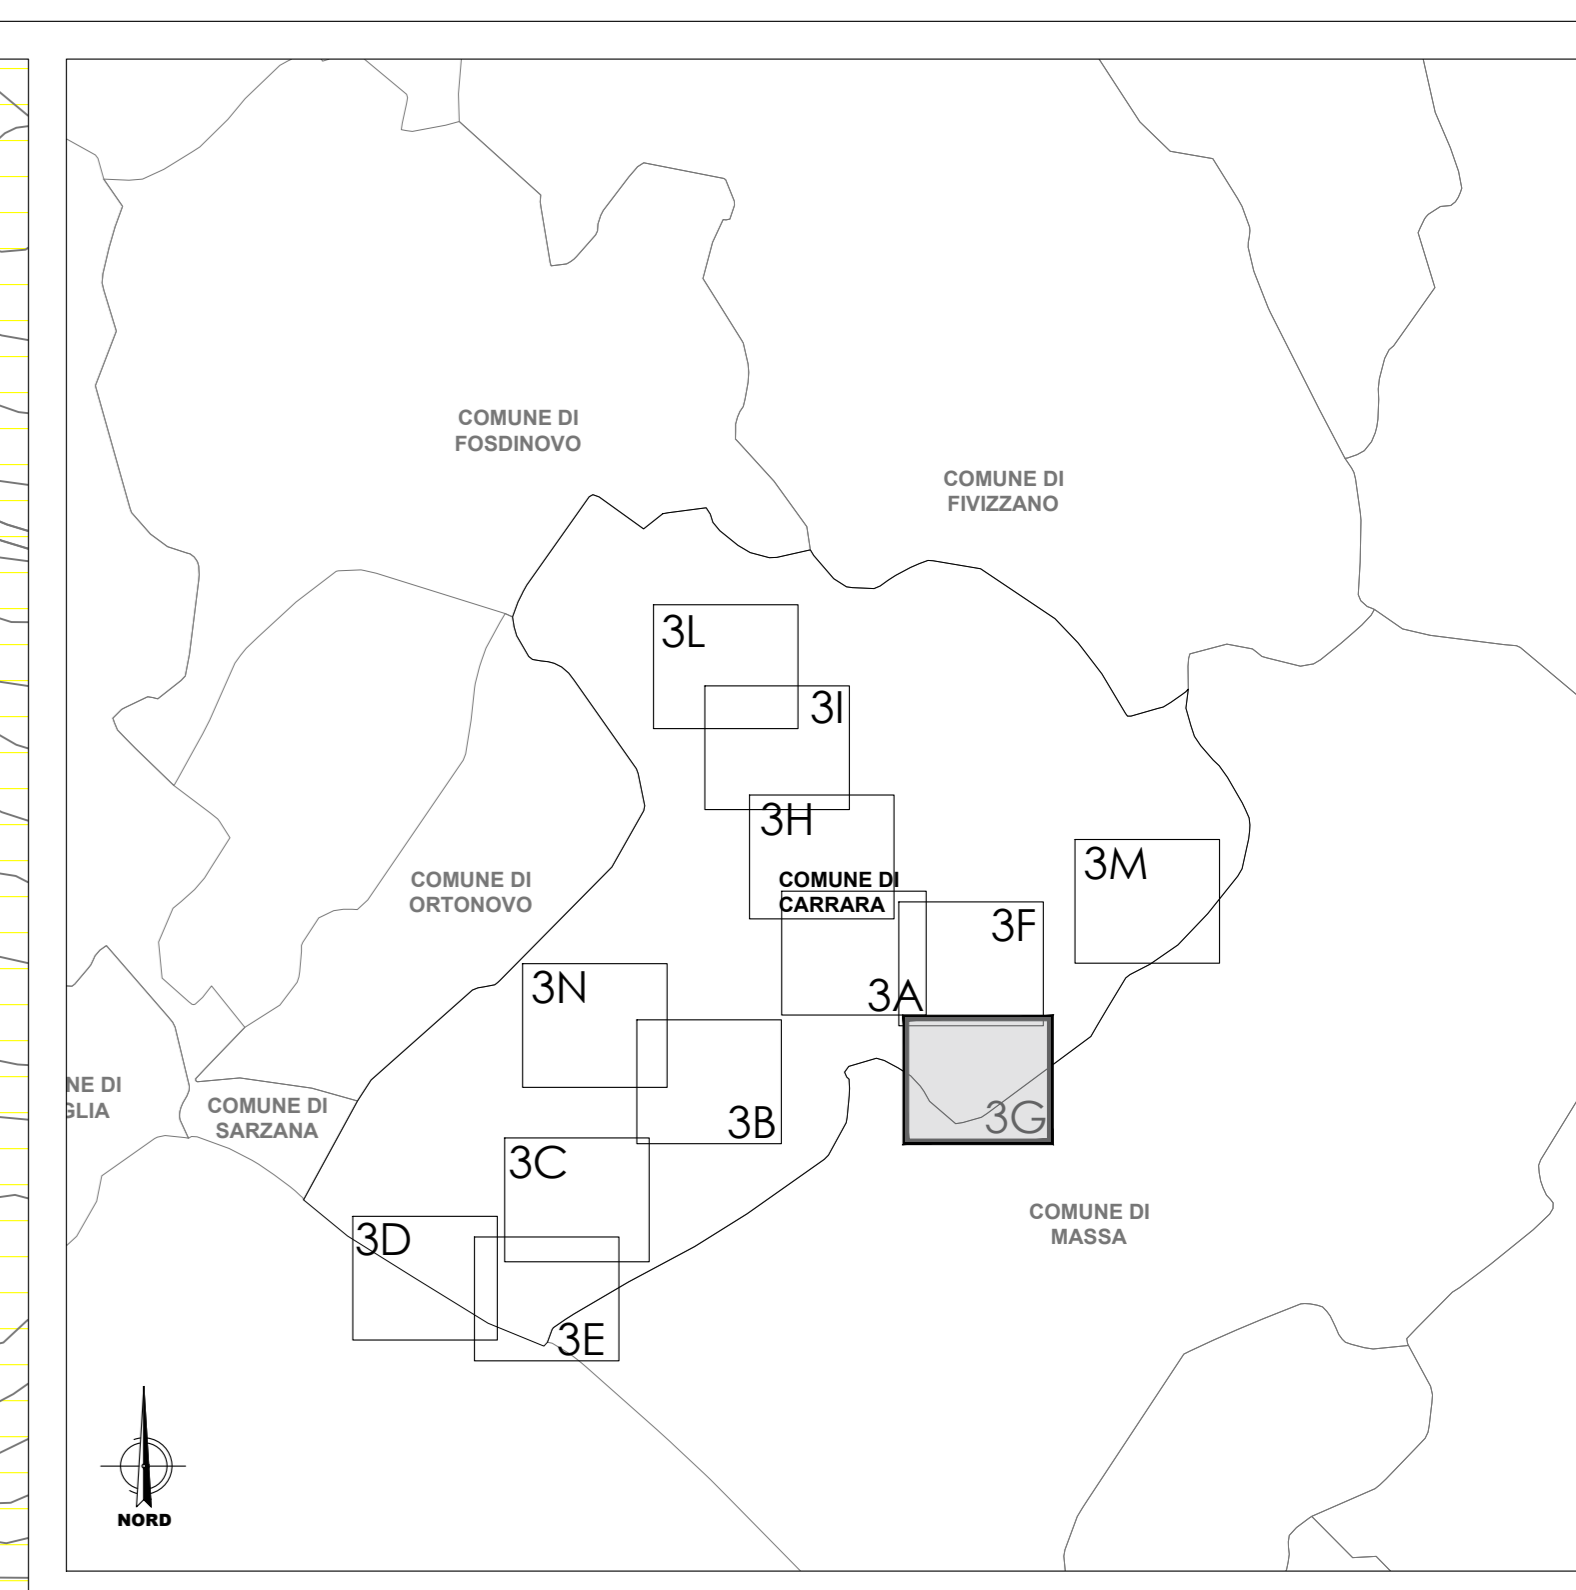 COMUNE DI
FOSDINOVO
COMUNE DI
FIVIZZANO
3L
3I
3H
COMUNE DI
CARRARA
3M
COMUNE DI
ORTONOVO
3F
3N
3A
NE DI
GLIA
COMUNE DI
SARZANA
3B
3G
3C
COMUNE DI
MASSA
3D
3E
NORD